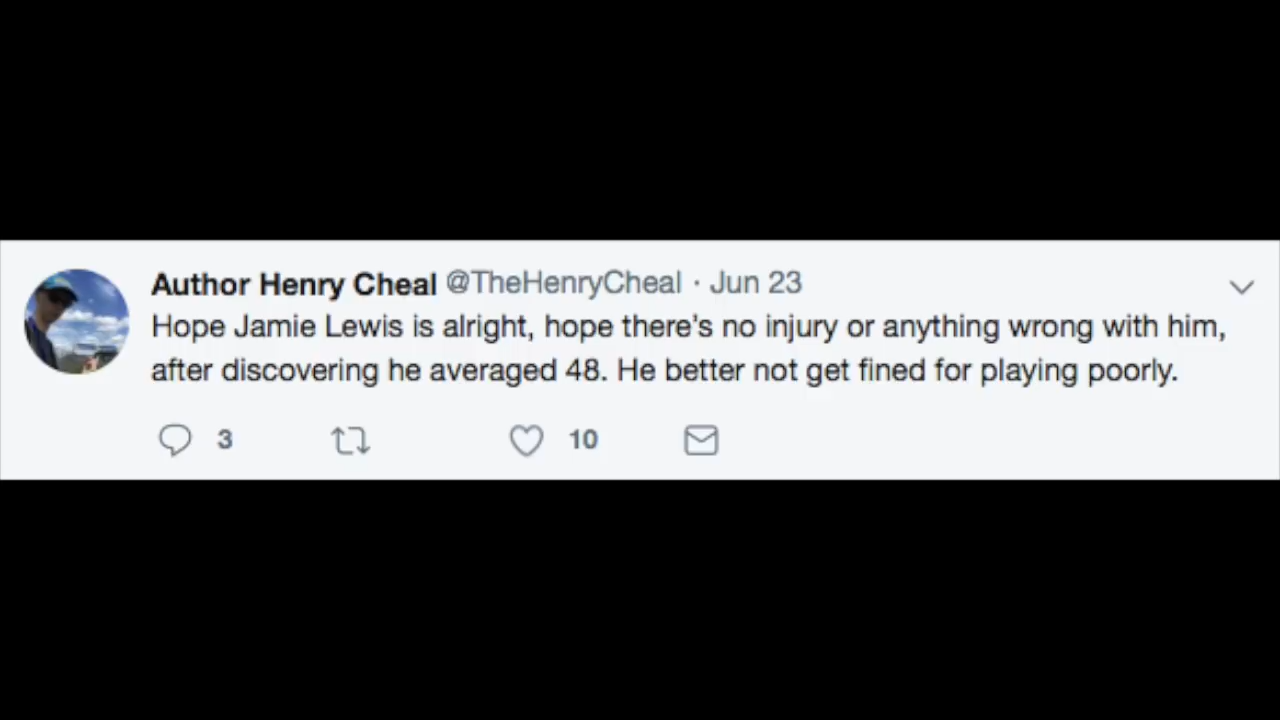 Author Henry Cheal @TheHenryCheal · Jun 23
Hope Jamie Lewis is alright, hope there's no injury or anything wrong with him,
after discovering he averaged 48. He better not get fined for playing poorly.
3 10